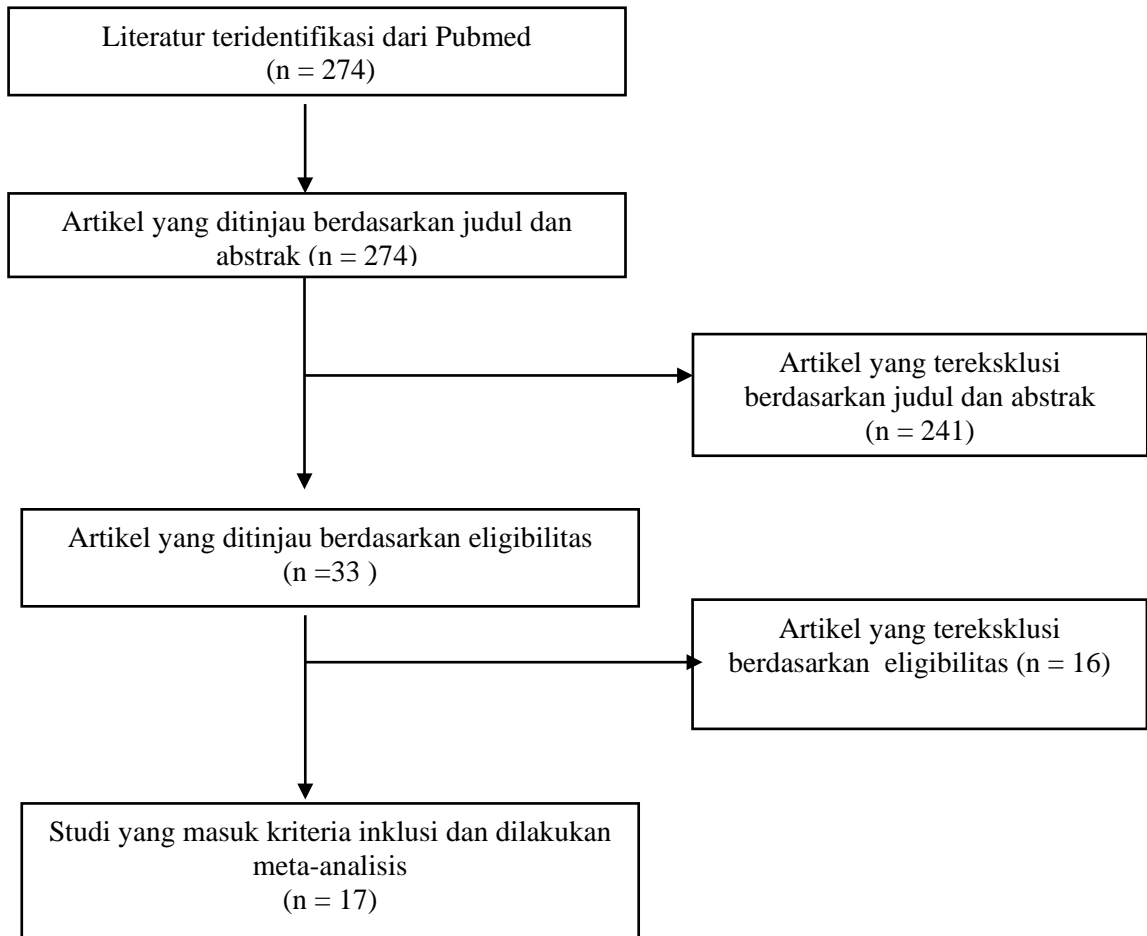 Literatur teridentifikasi dari Pubmed
(n = 274)
Artikel yang ditinjau berdasarkan judul dan
abstrak (n = 274)
Artikel yang tereksklusi
berdasarkan judul dan abstrak
(n = 241)
Artikel yang ditinjau berdasarkan eligibilitas
(n =33 )
Artikel yang tereksklusi
berdasarkan  eligibilitas (n = 16)
Studi yang masuk kriteria inklusi dan dilakukan
meta-analisis
(n = 17)